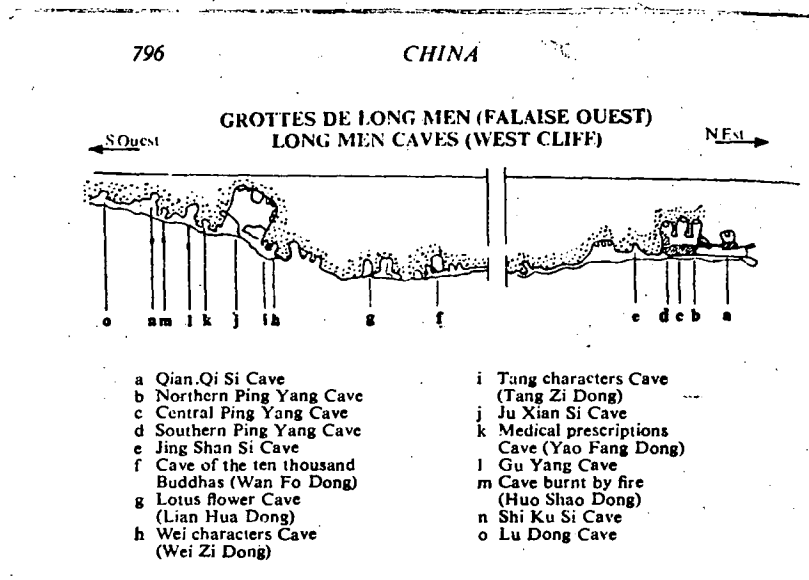 796
CHINA
GROTTES DE LONG MEN (FALAISE OUEST)
LONG MEN CAVES (WEST CLIFF)
S Ouest
N Est
o n m l k j i h g f e d c b a
a Qian Qi Si Cave
b Northern Ping Yang Cave
c Central Ping Yang Cave
d Southern Ping Yang Cave
e Jing Shan Si Cave
f Cave of the ten thousand
Buddhas (Wan Fo Dong)
g Lotus flower Cave
(Lian Hua Dong)
h Wei characters Cave
(Wei Zi Dong)
i Tang characters Cave
(Tang Zi Dong)
j Ju Xian Si Cave
k Medical prescriptions
Cave (Yao Fang Dong)
l Gu Yang Cave
m Cave burnt by fire
(Huo Shao Dong)
n Shi Ku Si Cave
o Lu Dong Cave